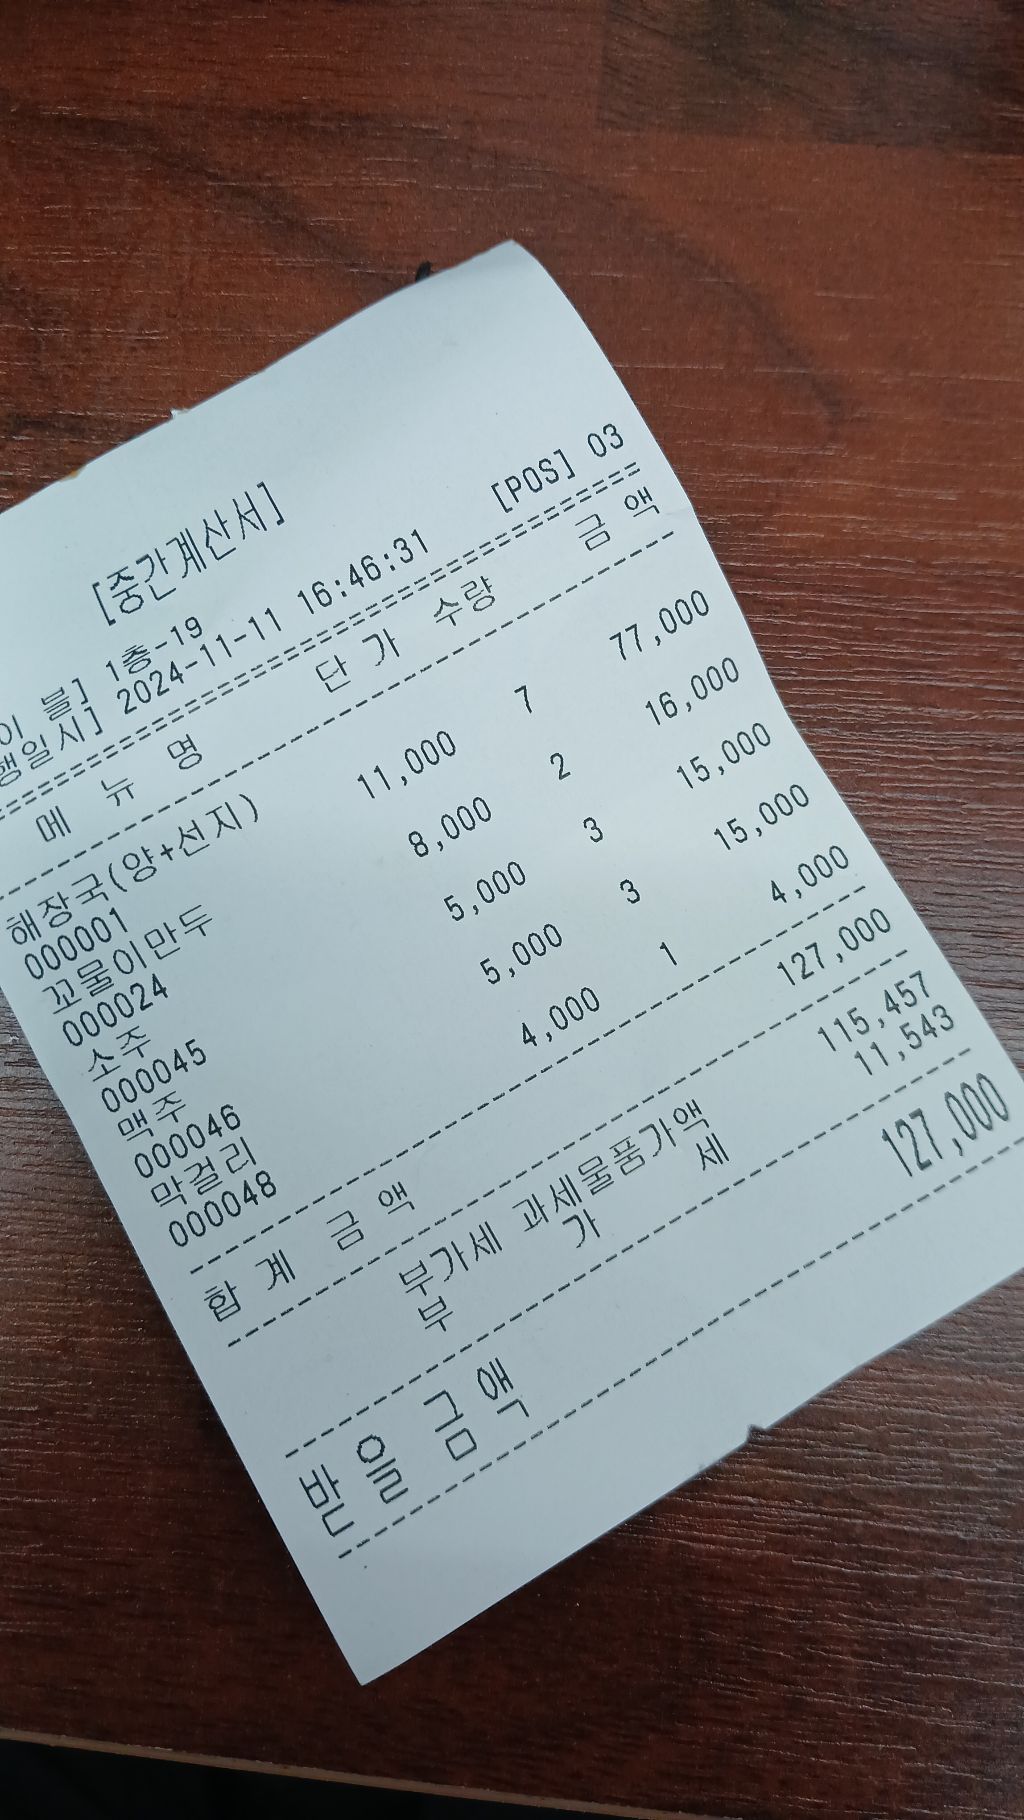 [중간계산서]
이 블] 1층-19
행일시] 2024-11-11 16:46:31 [POS] 03
메 뉴 명 단 가 수량 금 액
해장국(양+선지) 11,000 7 77,000
000001
꼬물이만두 8,000 2 16,000
000024
소주 5,000 3 15,000
000045
맥주 5,000 3 15,000
000046
막걸리 4,000 1 4,000
000048
합 계 금 액 127,000
부가세 과세물품가액 115,457
부 가 세 11,543
받 을 금 액 127,000